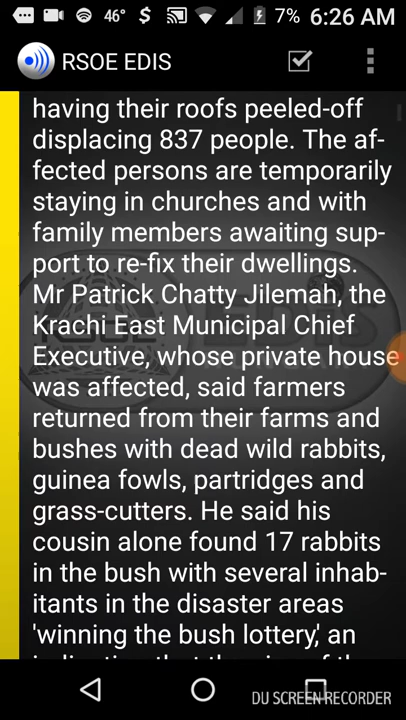 46° $ 7% 6:26 AM
RSOE EDIS
having their roofs peeled-off
displacing 837 people. The af-
fected persons are temporarily
staying in churches and with
family members awaiting sup-
port to re-fix their dwellings.
Mr Patrick Chatty Jilemah, the
Krachi East Municipal Chief
Executive, whose private house
was affected, said farmers
returned from their farms and
bushes with dead wild rabbits,
guinea fowls, partridges and
grass-cutters. He said his
cousin alone found 17 rabbits
in the bush with several inhab-
itants in the disaster areas
'winning the bush lottery,' an
DU SCREEN RECORDER